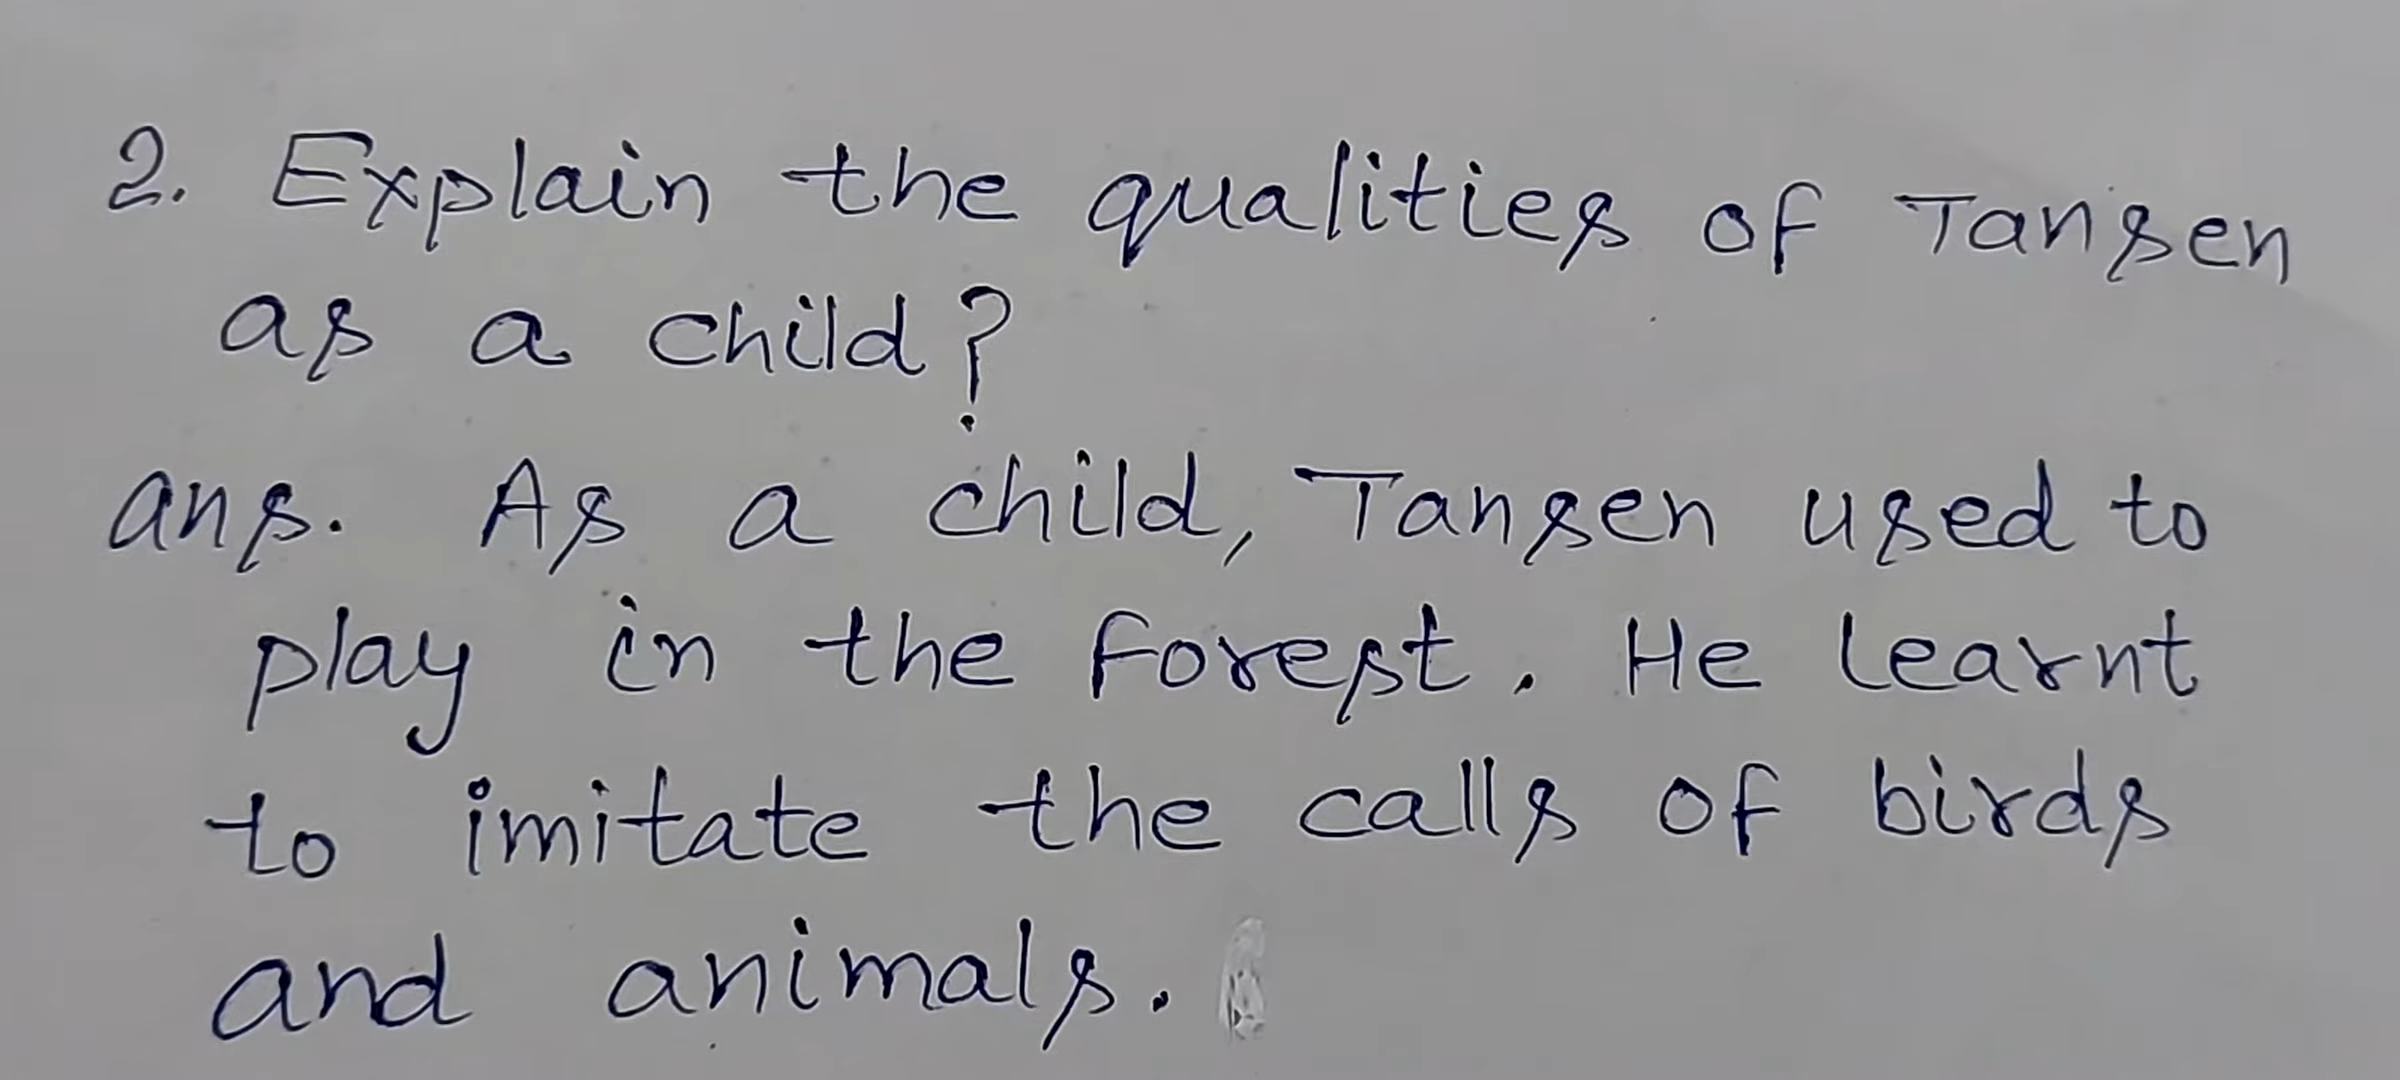 2. Explain the qualities of Tansen
as a child?
ans. As a child, Tansen used to
play in the forest. He learnt
to imitate the calls of birds
and animals.